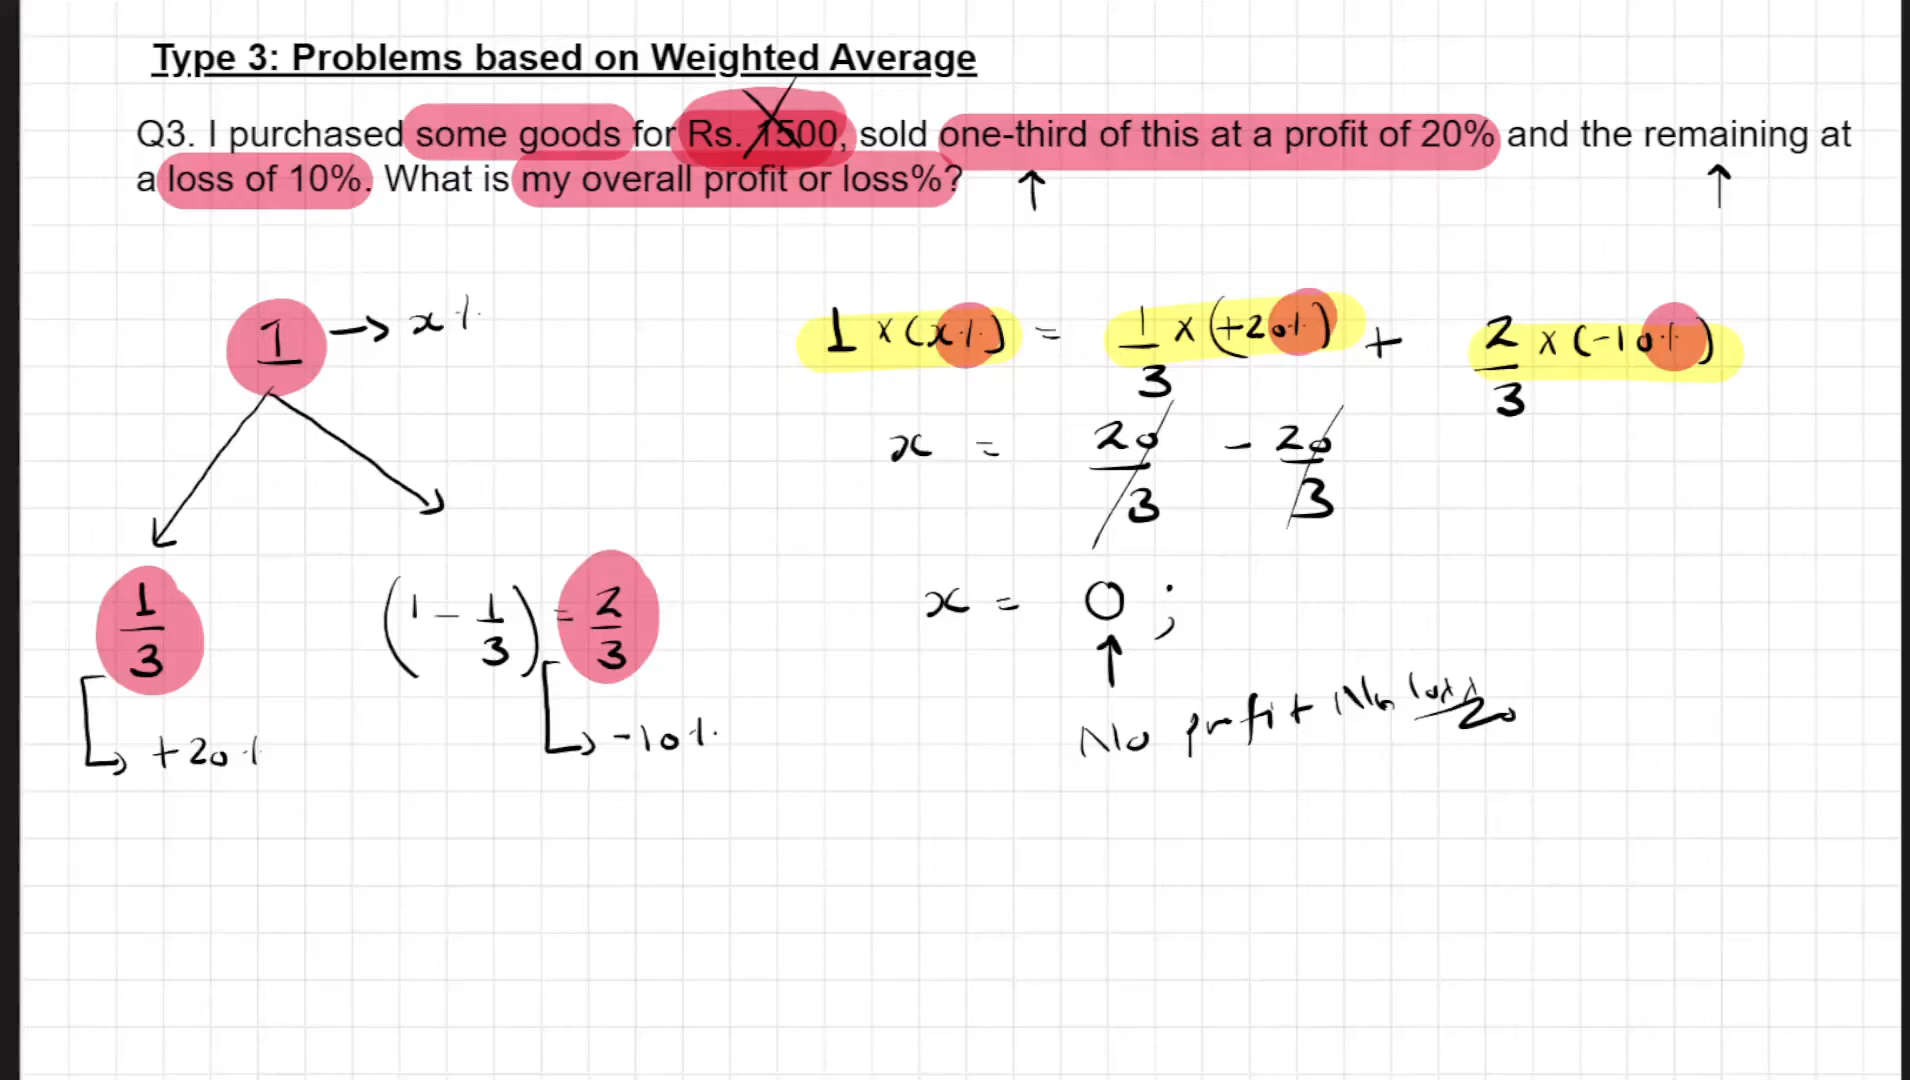 Type 3: Problems based on Weighted Average
Q3. I purchased some goods for Rs. 1500, sold one-third of this at a profit of 20% and the remaining at
a loss of 10%. What is my overall profit or loss%?
1 → x%
1 × (x%) = 1/3 × (+20%) + 2/3 × (-10%)
x = 20/3 - 20/3
1/3
(1 - 1/3) = 2/3
x = 0 ;
+20%
-10%
No profit No loss